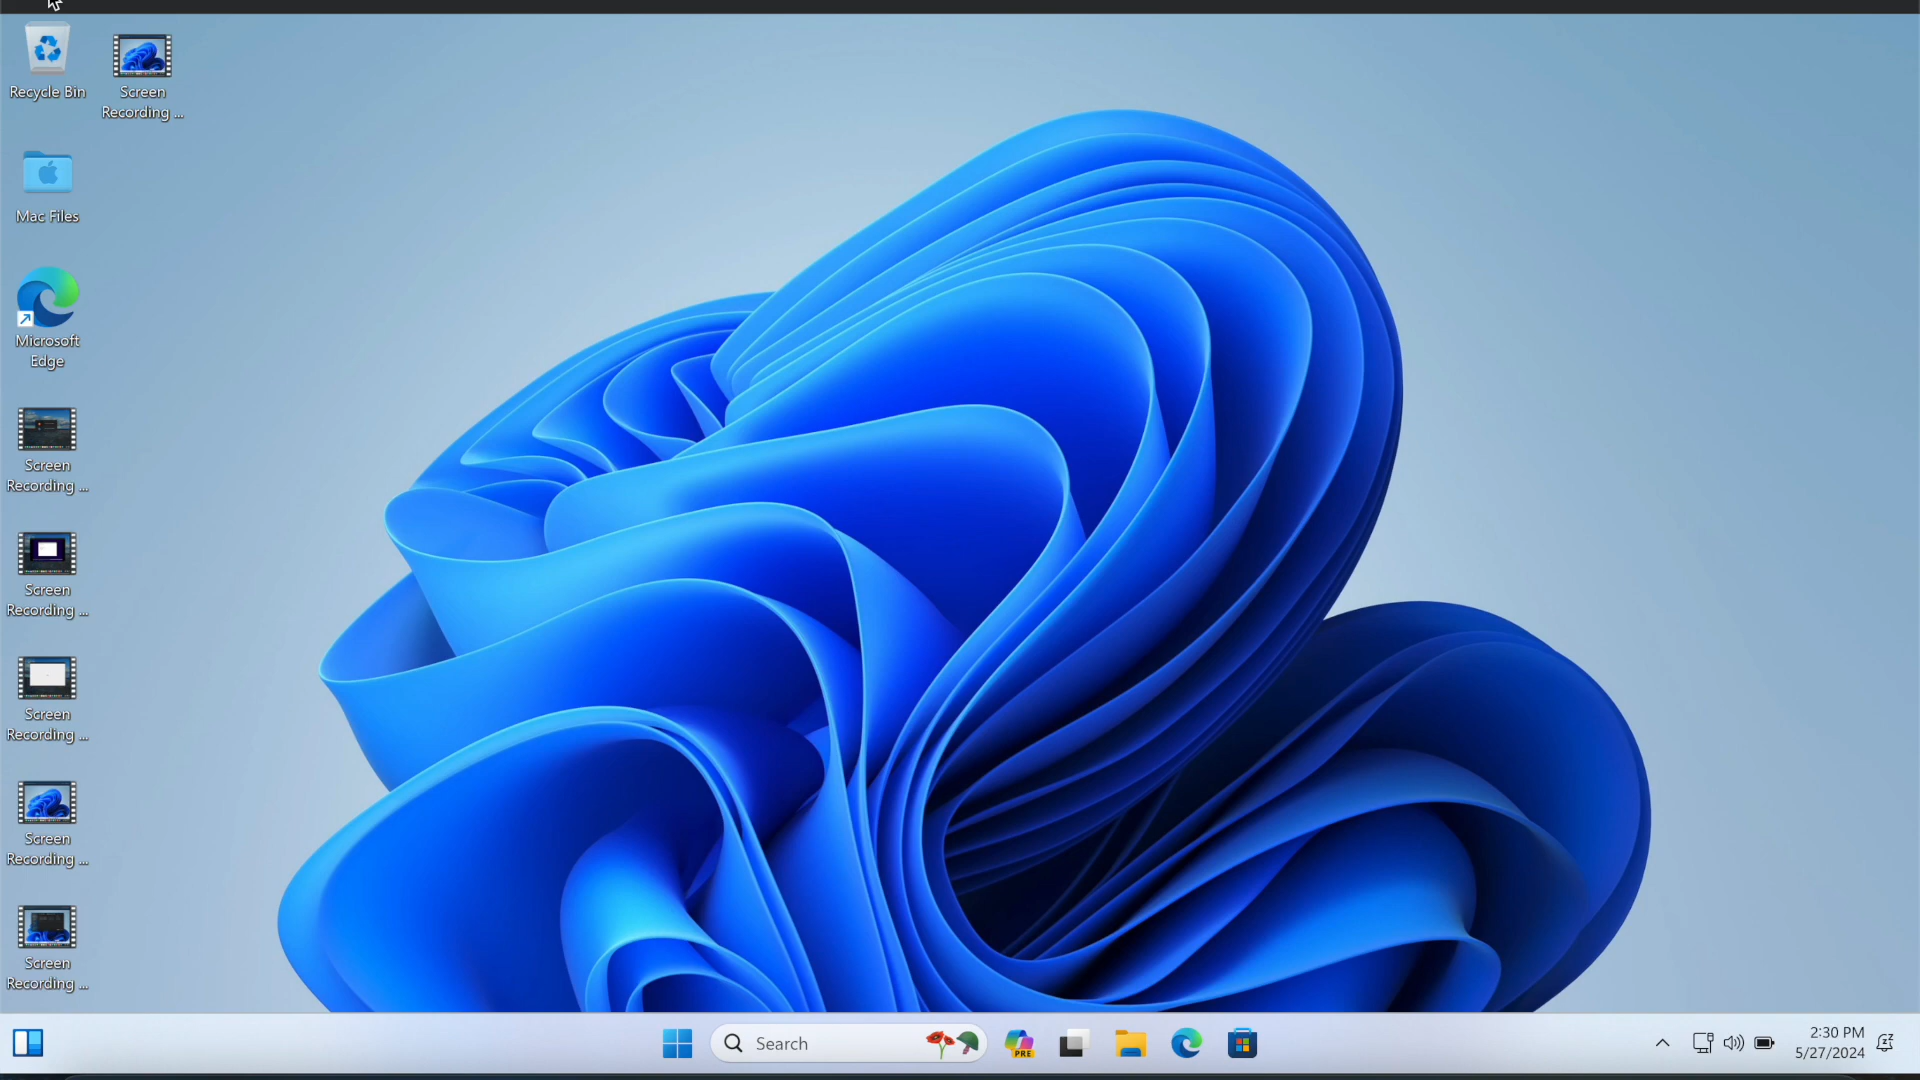 Recycle Bin
Screen
Recording ...
Mac Files
Microsoft
Edge
Screen
Recording ...
Screen
Recording ...
Screen
Recording ...
Screen
Recording ...
Screen
Recording ...
Search
PRE
2:30 PM
5/27/2024